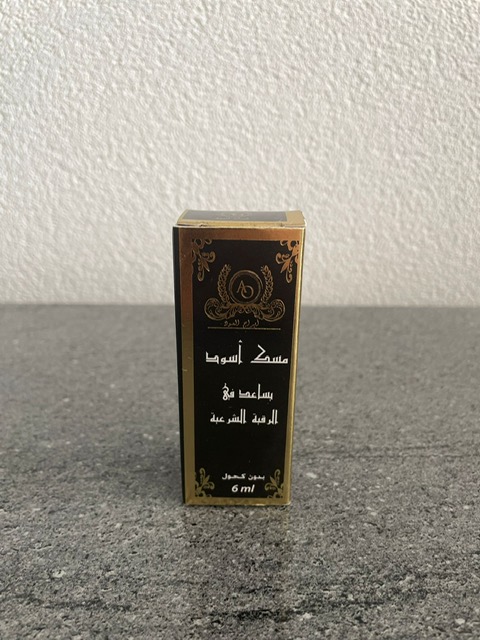 مسك أسود
يساعد في
الرقية الشرعية
بدون كحول
6 ml